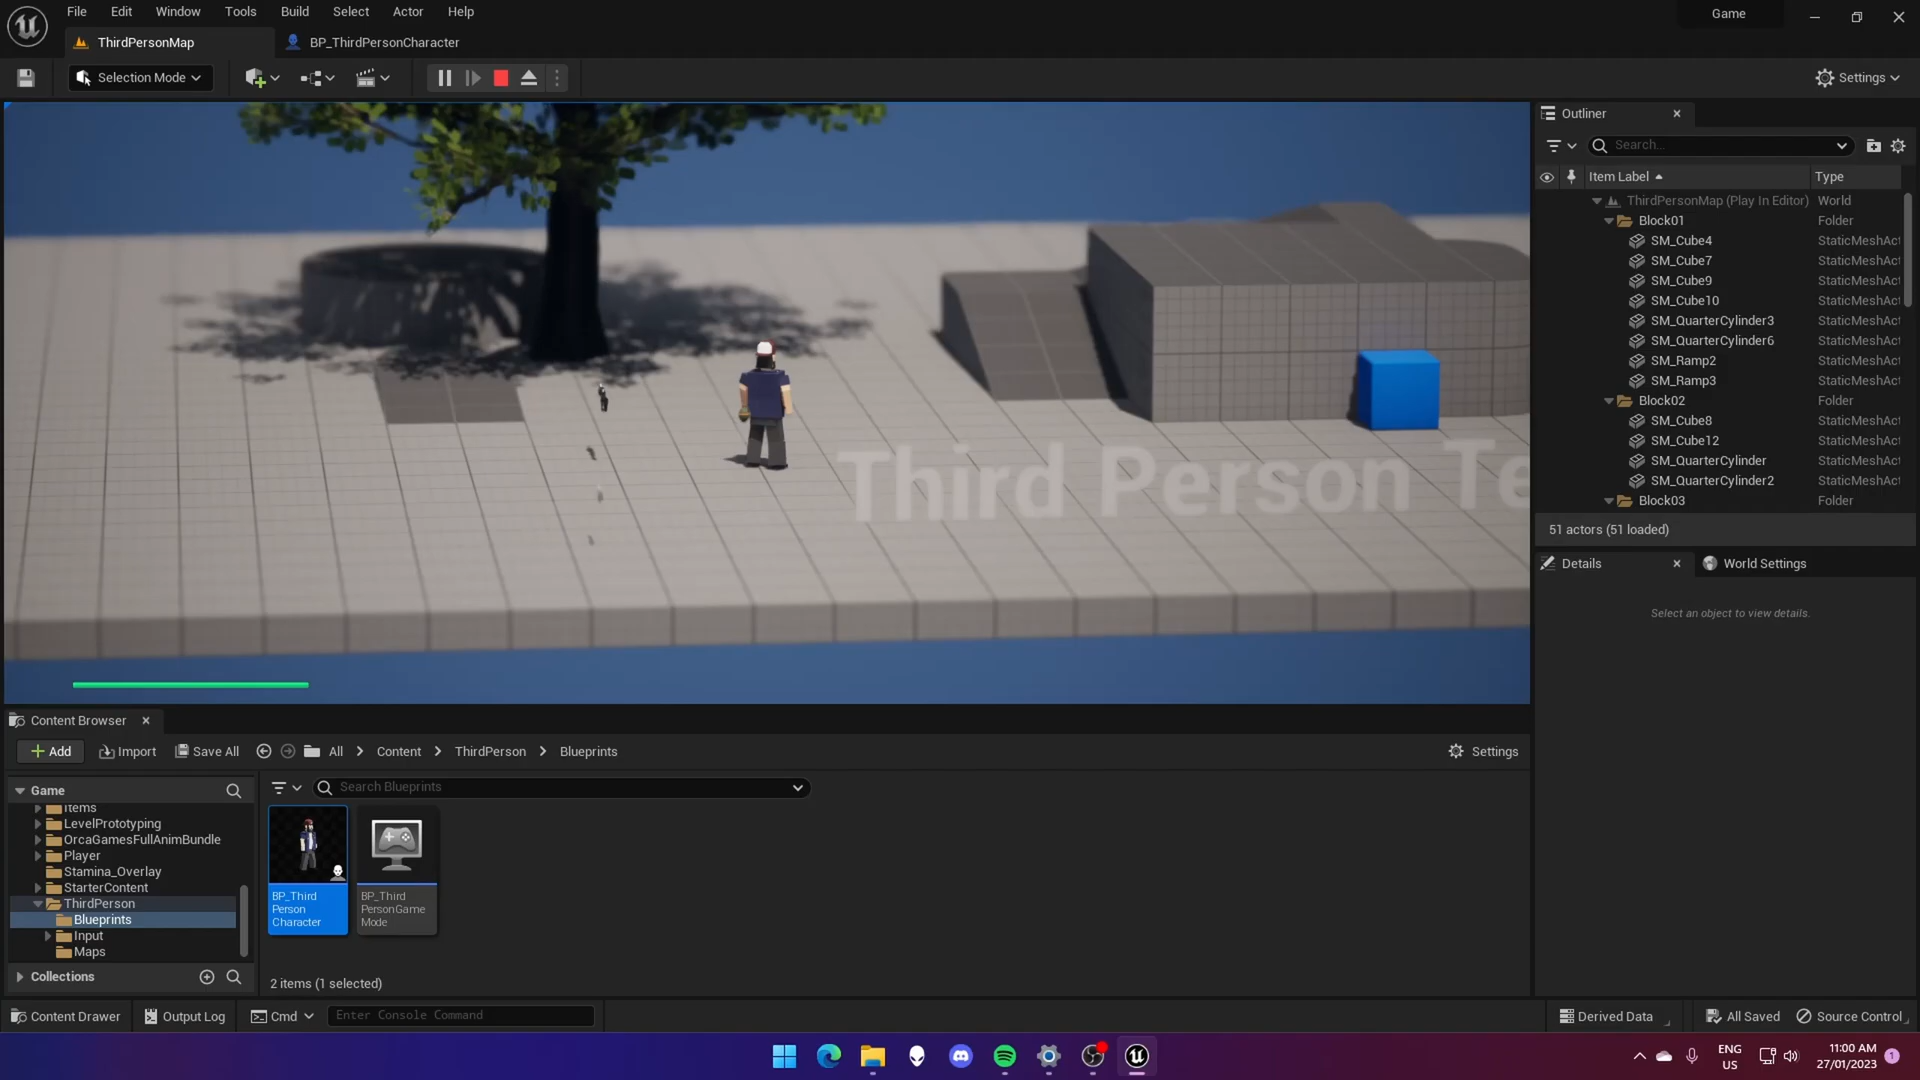 File Edit Window Tools Build Select Actor Help
Game
ThirdPersonMap
BP_ThirdPersonCharacter
Selection Mode
Settings
Outliner
Search...
Item Label
Type
ThirdPersonMap (Play In Editor) World
Block01 Folder
SM_Cube4 StaticMeshAct
SM_Cube7 StaticMeshAct
SM_Cube9 StaticMeshAct
SM_Cube10 StaticMeshAct
SM_QuarterCylinder3 StaticMeshAct
SM_QuarterCylinder6 StaticMeshAct
SM_Ramp2 StaticMeshAct
SM_Ramp3 StaticMeshAct
Block02 Folder
SM_Cube8 StaticMeshAct
SM_Cube12 StaticMeshAct
SM_QuarterCylinder StaticMeshAct
SM_QuarterCylinder2 StaticMeshAct
Block03 Folder
51 actors (51 loaded)
Details
World Settings
Select an object to view details.
Third Person Te
Content Browser
Add
Import
Save All
All > Content > ThirdPerson > Blueprints
Settings
Game
Items
LevelPrototyping
OrcaGamesFullAnimBundle
Player
Stamina_Overlay
StarterContent
ThirdPerson
Blueprints
Input
Maps
Collections
Search Blueprints
BP_Third
Person
Character
BP_Third
PersonGame
Mode
2 items (1 selected)
Content Drawer
Output Log
Cmd
Enter Console Command
Derived Data
All Saved
Source Control
ENG
US
11:00 AM
27/01/2023
1